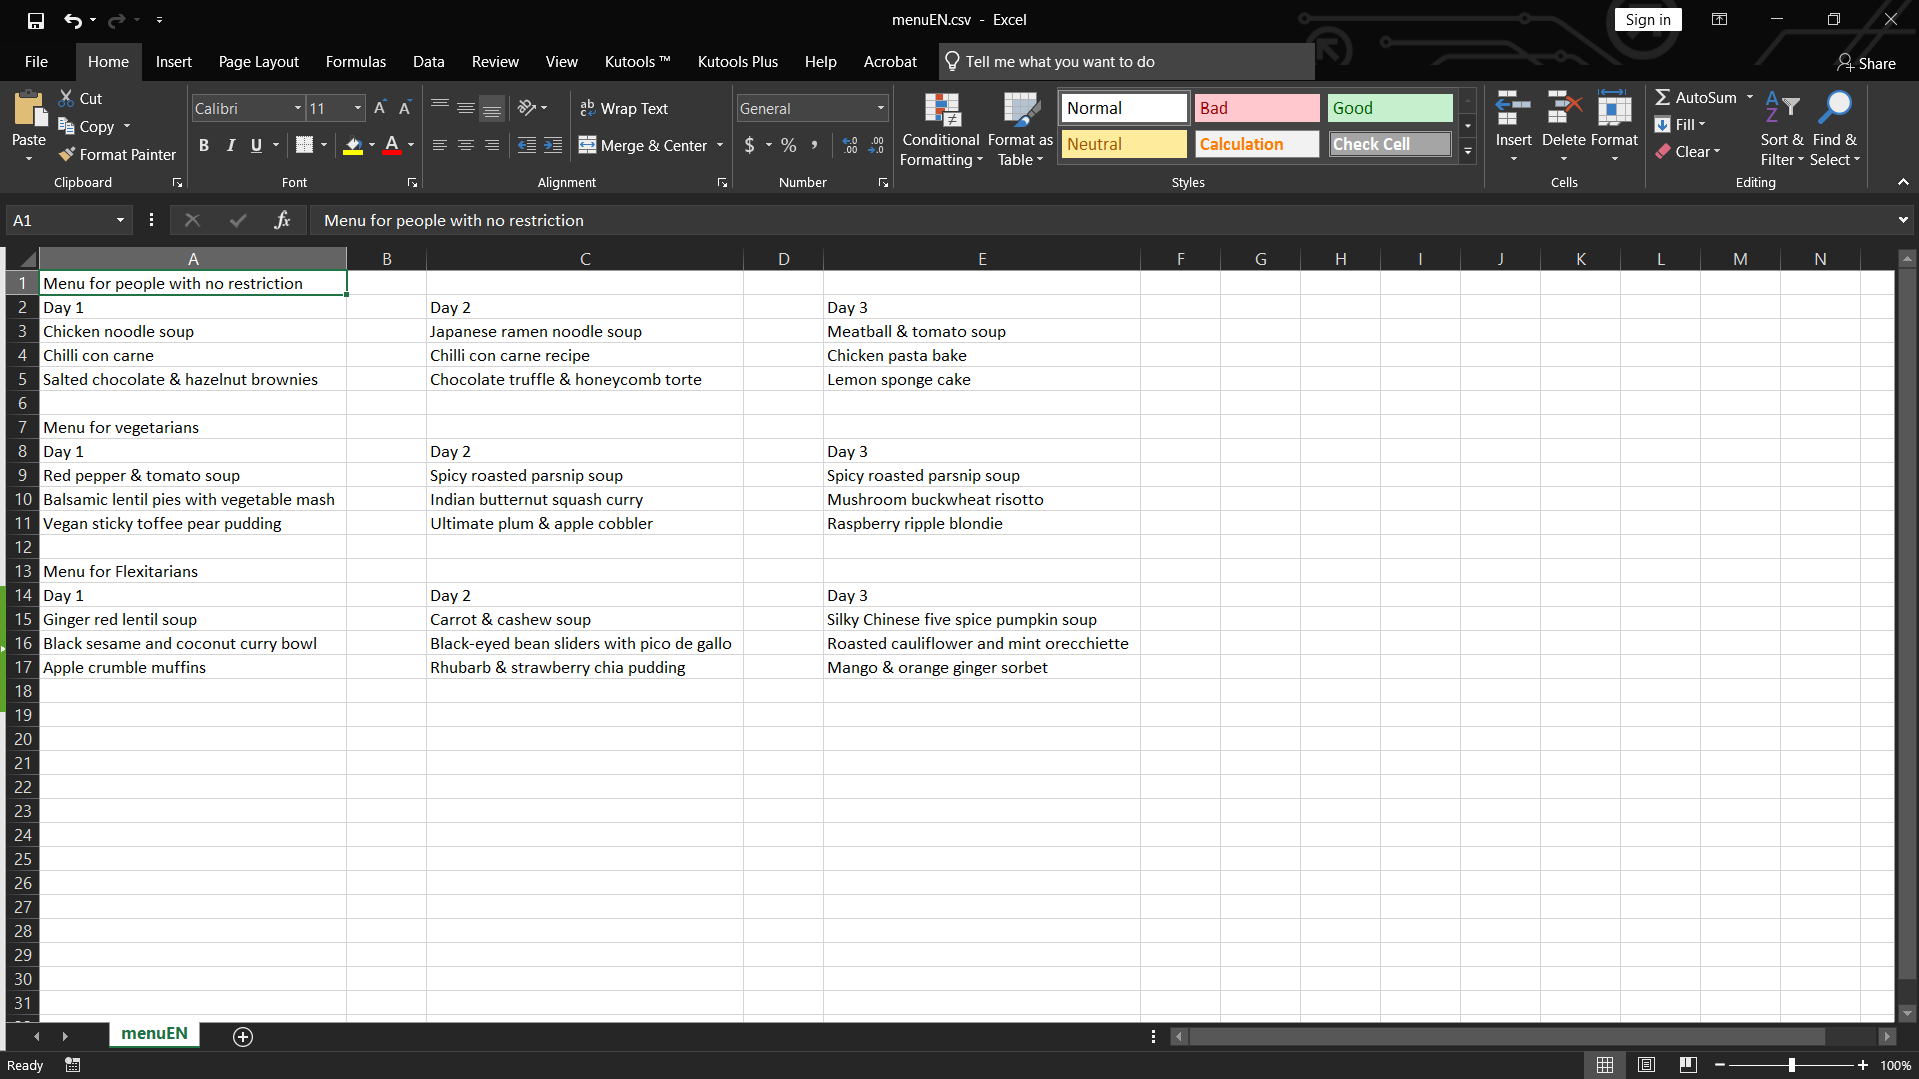 menuEN.csv - Excel
Sign in
File Home Insert Page Layout Formulas Data Review View Kutools ™ Kutools Plus Help Acrobat Tell me what you want to do Share
Paste
Cut
Copy
Format Painter
Clipboard
Calibri 11
B I U A
Font
ab Wrap Text
Merge & Center
Alignment
General
$ % ,
Number
Conditional Formatting
Format as Table
Normal Bad Good
Neutral Calculation Check Cell
Styles
Insert Delete Format
Cells
AutoSum
Fill
Clear
Sort & Filter
Find & Select
Editing
A1 fx Menu for people with no restriction
A B C D E F G H I J K L M N
1 Menu for people with no restriction
2 Day 1 Day 2 Day 3
3 Chicken noodle soup Japanese ramen noodle soup Meatball & tomato soup
4 Chilli con carne Chilli con carne recipe Chicken pasta bake
5 Salted chocolate & hazelnut brownies Chocolate truffle & honeycomb torte Lemon sponge cake
6
7 Menu for vegetarians
8 Day 1 Day 2 Day 3
9 Red pepper & tomato soup Spicy roasted parsnip soup Spicy roasted parsnip soup
10 Balsamic lentil pies with vegetable mash Indian butternut squash curry Mushroom buckwheat risotto
11 Vegan sticky toffee pear pudding Ultimate plum & apple cobbler Raspberry ripple blondie
12
13 Menu for Flexitarians
14 Day 1 Day 2 Day 3
15 Ginger red lentil soup Carrot & cashew soup Silky Chinese five spice pumpkin soup
16 Black sesame and coconut curry bowl Black-eyed bean sliders with pico de gallo Roasted cauliflower and mint orecchiette
17 Apple crumble muffins Rhubarb & strawberry chia pudding Mango & orange ginger sorbet
18
19
20
21
22
23
24
25
26
27
28
29
30
31
menuEN
Ready 100%